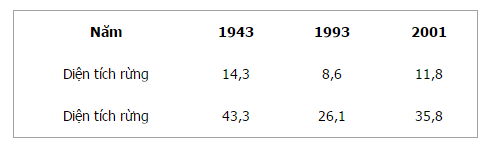 Năm 1943 1993 2001
Diện tích rừng 14,3 8,6 11,8
Diện tích rừng 43,3 26,1 35,8